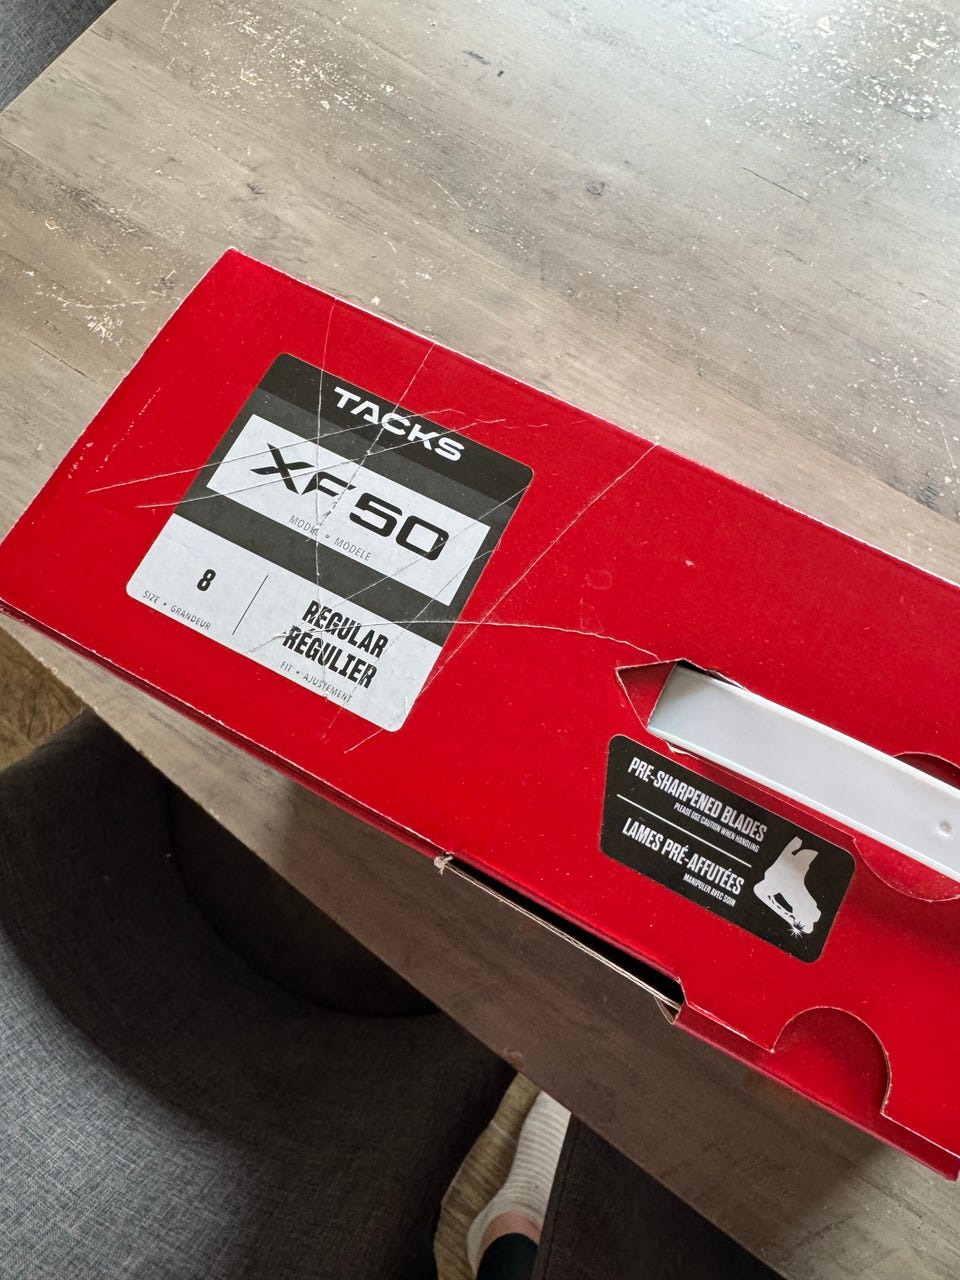 TACKS
XF50
MODEL • MODÈLE
8
SIZE • GRANDEUR
REGULAR
RÉGULIER
FIT • AJUSTEMENT
PRE-SHARPENED BLADES
PLEASE USE CAUTION WHEN HANDLING
LAMES PRÉ-AFFUTÉES
MANIPULER AVEC SOIN